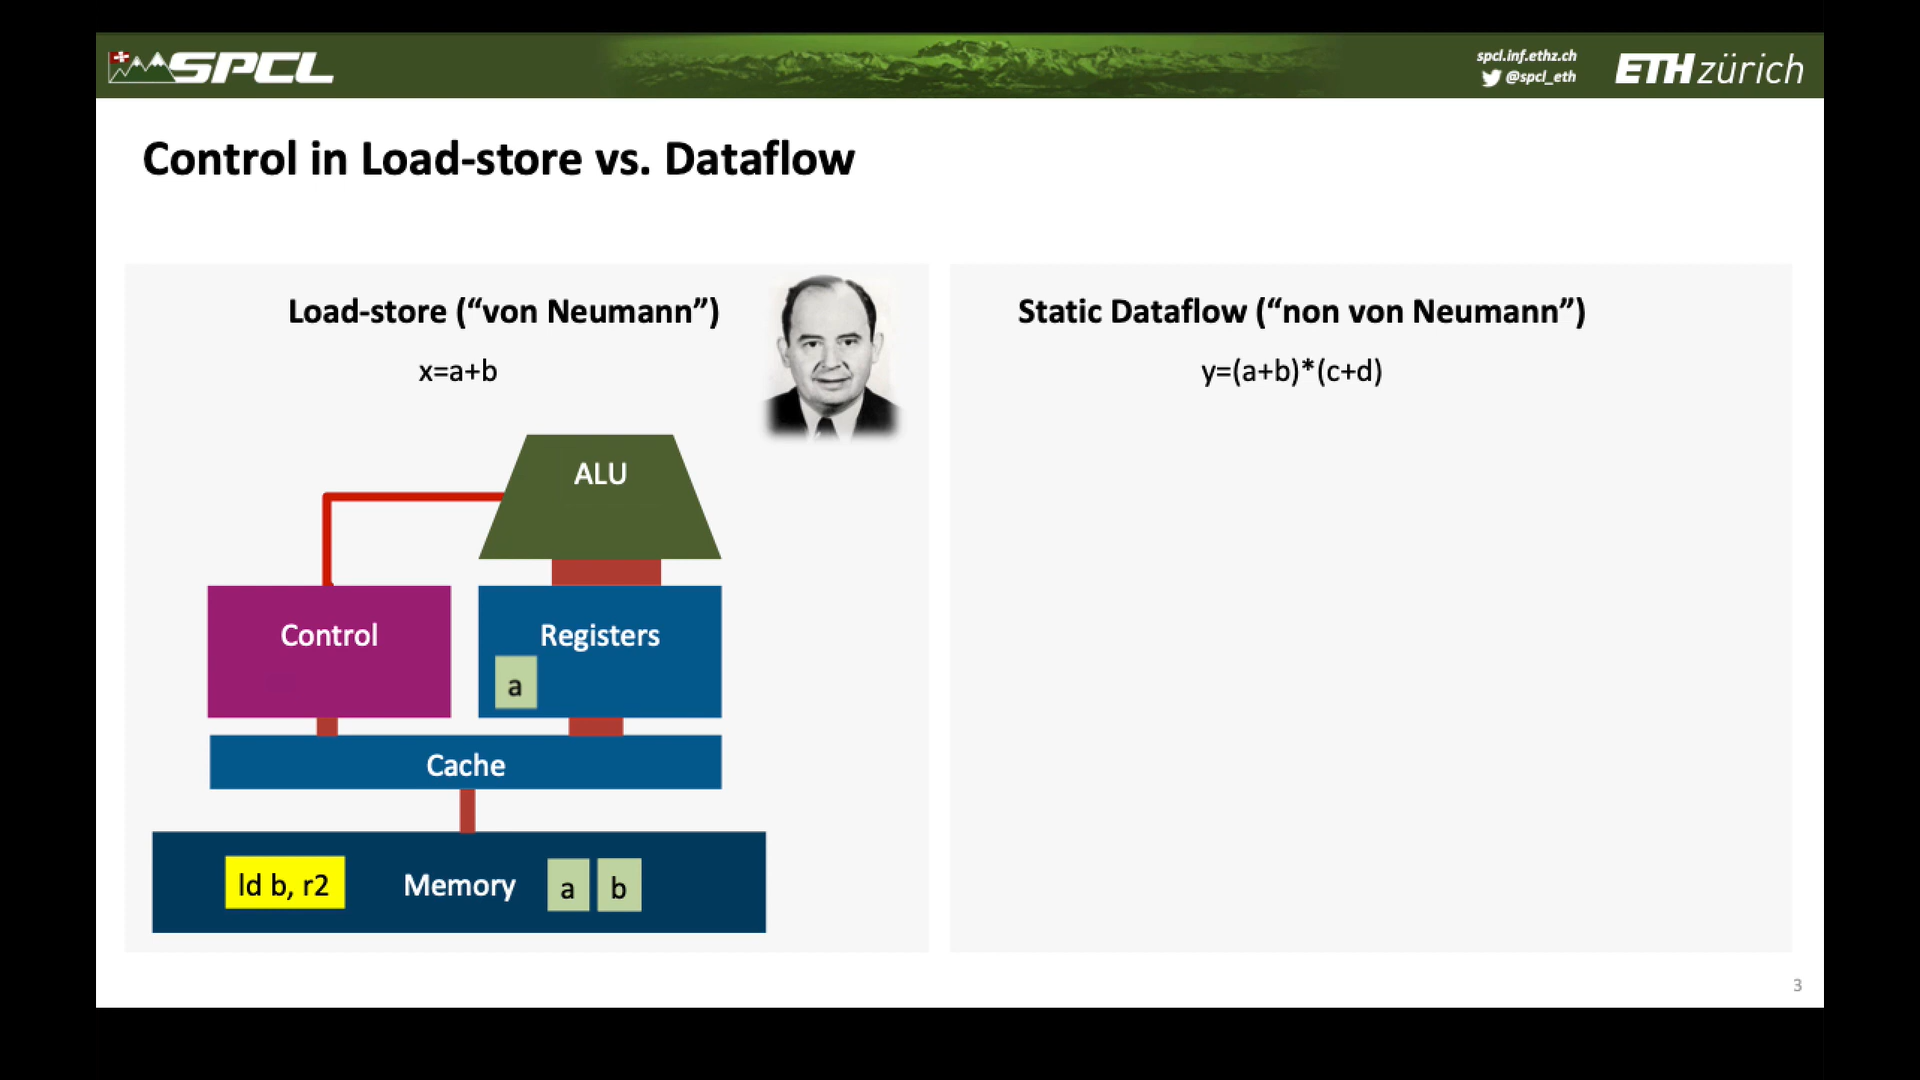 SPCL
spcl.inf.ethz.ch
@spcl_eth
ETH zürich
Control in Load-store vs. Dataflow
Load-store (“von Neumann”)
x=a+b
ALU
Control
Registers
a
Cache
ld b, r2
Memory
a
b
Static Dataflow (“non von Neumann”)
y=(a+b)*(c+d)
3